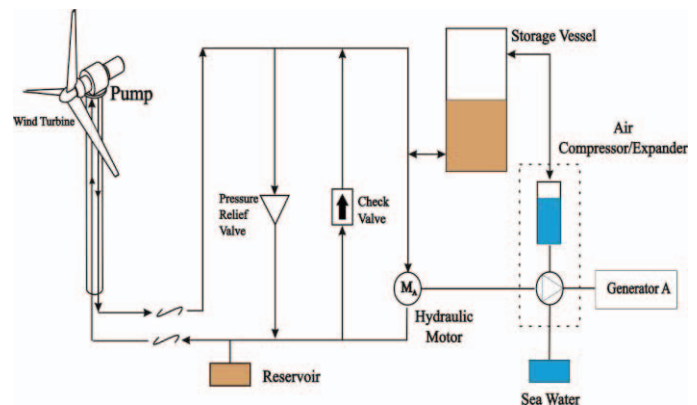 Storage Vessel
Pump
Wind Turbine
Air
Compressor/Expander
Pressure
Relief
Valve
Check
Valve
M_A
Hydraulic
Motor
Generator A
Reservoir
Sea Water